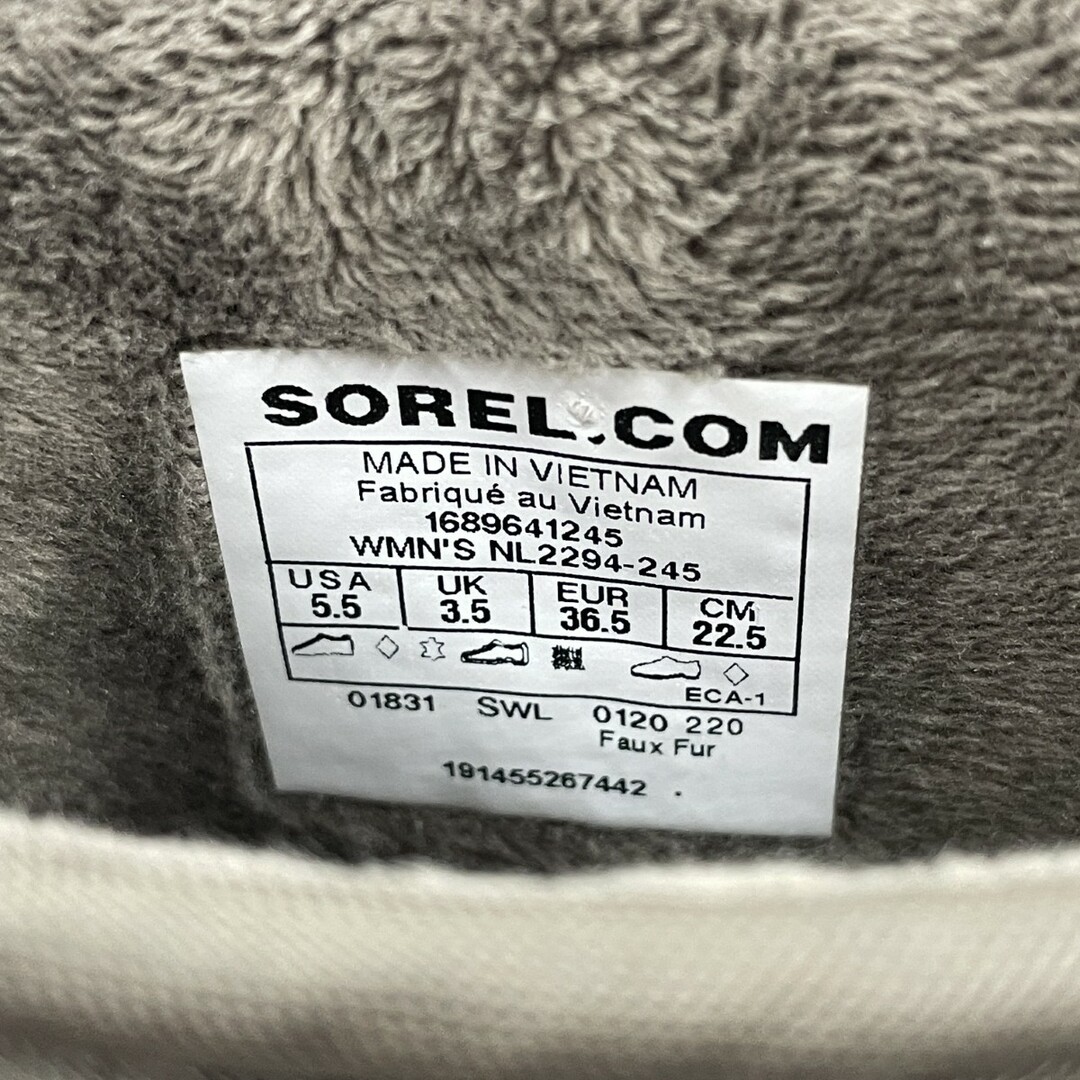 SOREL.COM
MADE IN VIETNAM
Fabriqué au Vietnam
1689641245
WMN'S NL2294-245
USA UK EUR CM
5.5 3.5 36.5 22.5
ECA-1
01831 SWL 0120 220
Faux Fur
191455267442 .